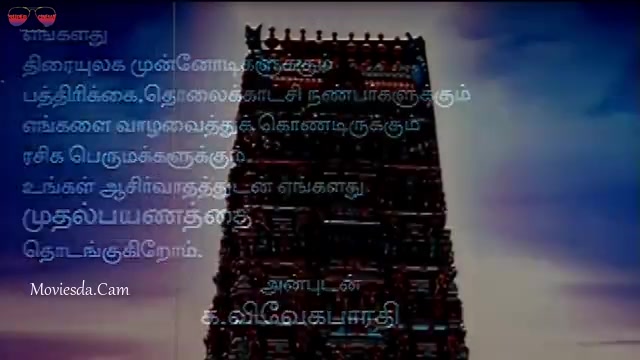 எங்களது
திரையுலக முன்னோடிகளுக்கும்
பத்திரிக்கை,தொலைக்காட்சி நண்பர்களுக்கும்
எங்களை வாழவைத்துக் கொண்டிருக்கும்
ரசிக பெருமக்களுக்கும்
உங்கள் ஆசிர்வாதத்துடன் எங்களது
முதல்பயணத்தை
தொடங்குகிறோம்.
Moviesda.Cam
அன்புடன்
க.விவேகபாரதி